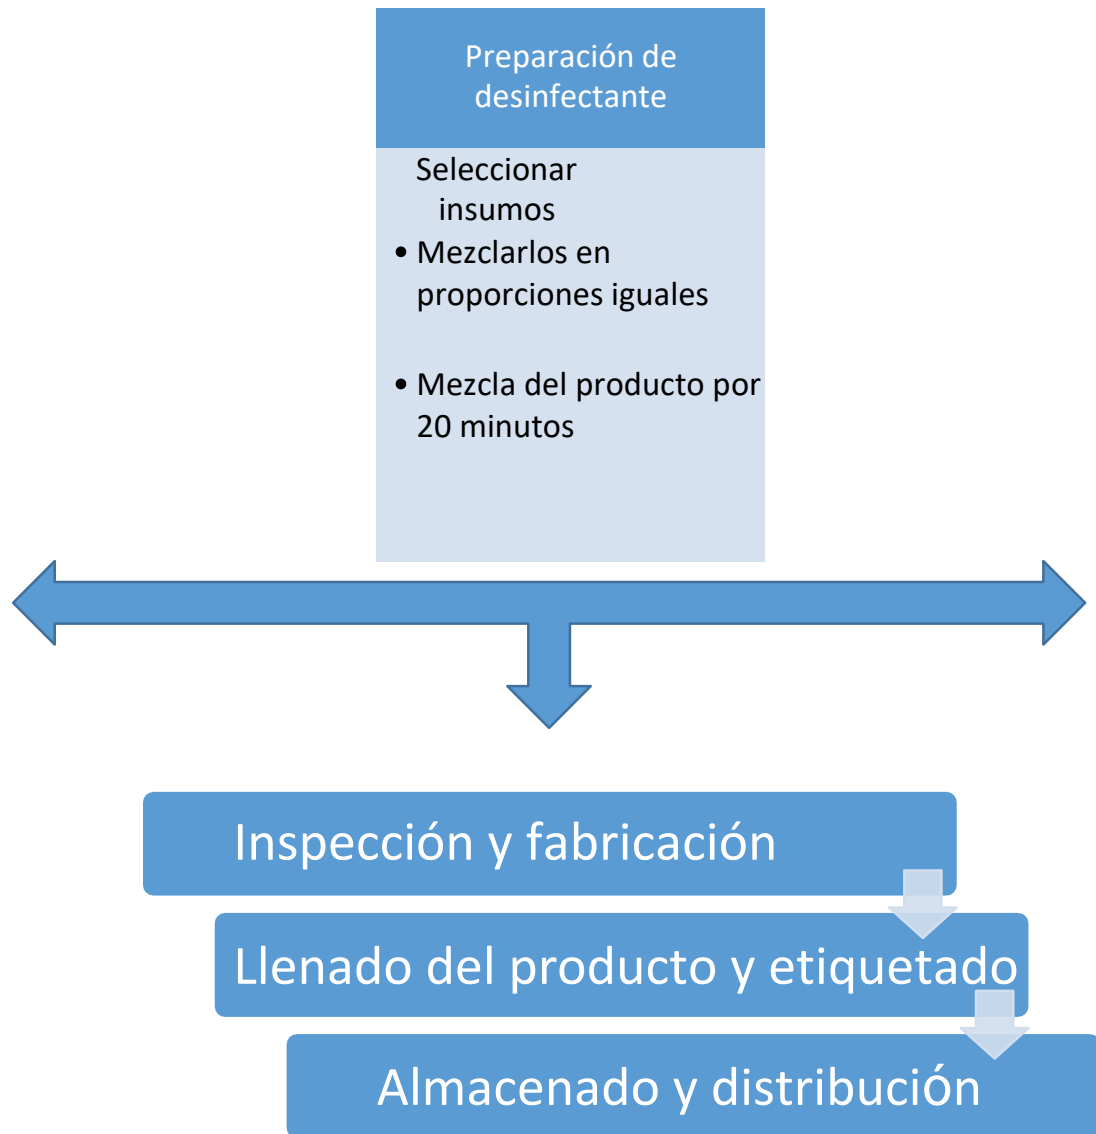 Preparación de
desinfectante
Seleccionar
insumos
• Mezclarlos en
proporciones iguales
• Mezcla del producto por
20 minutos
Inspección y fabricación
Llenado del producto y etiquetado
Almacenado y distribución